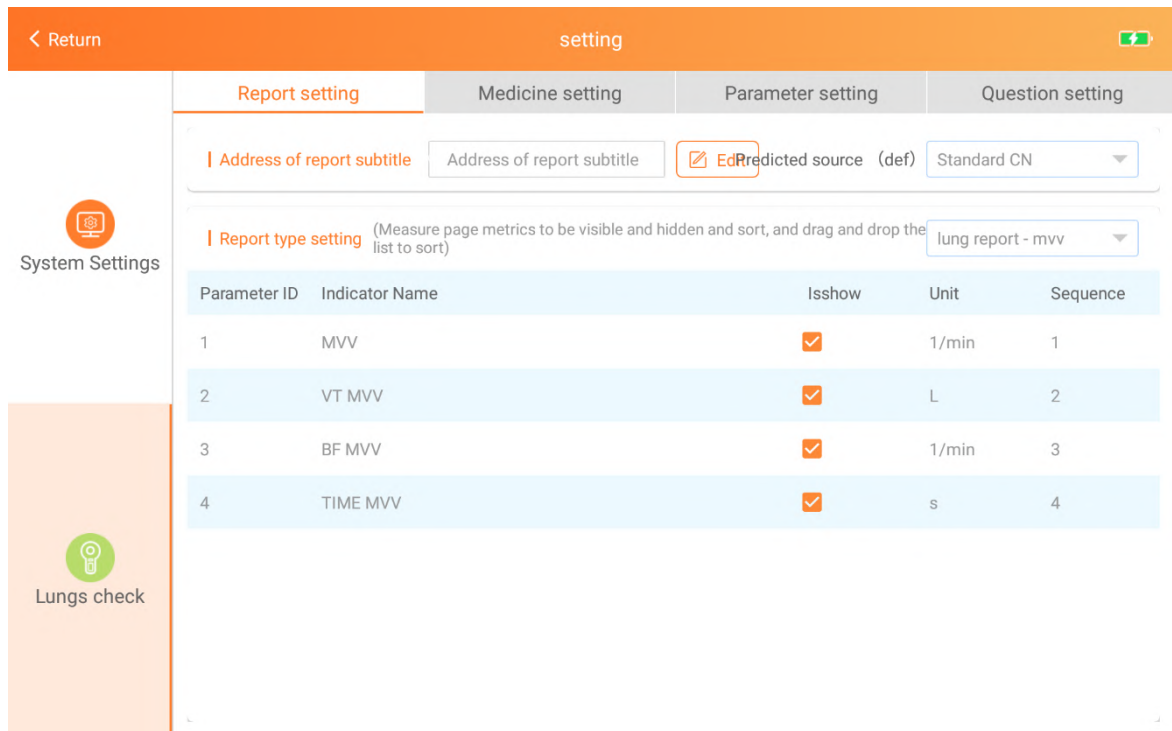 Return
setting
Report setting
Medicine setting
Parameter setting
Question setting
Address of report subtitle
Address of report subtitle
Edit
Predicted source （def）
Standard CN
System Settings
Report type setting
(Measure page metrics to be visible and hidden and sort, and drag and drop the
list to sort)
lung report - mvv
Parameter ID Indicator Name Isshow Unit Sequence
1 MVV 1/min 1
2 VT MVV L 2
3 BF MVV 1/min 3
4 TIME MVV s 4
Lungs check